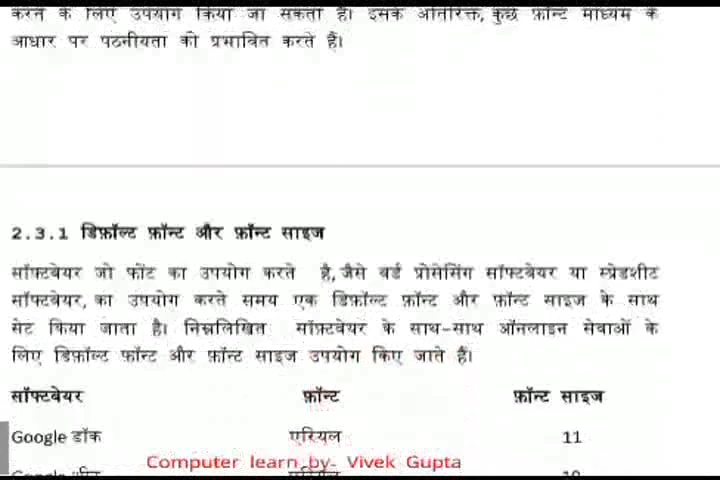 करने के लिए उपयोग किया जा सकता है। इसके अतिरिक्त, कुछ फ़ॉन्ट माध्यम के
आधार पर पठनीयता को प्रभावित करते हैं।
2.3.1 डिफ़ॉल्ट फ़ॉन्ट और फ़ॉन्ट साइज
सॉफ्टवेयर जो फोंट का उपयोग करते है, जैसे वर्ड प्रोसेसिंग सॉफ्टवेयर या स्प्रेडशीट
सॉफ्टवेयर, का उपयोग करते समय एक डिफ़ॉल्ट फ़ॉन्ट और फ़ॉन्ट साइज के साथ
सेट किया जाता है। निम्नलिखित सॉफ़्टवेयर के साथ-साथ ऑनलाइन सेवाओं के
लिए डिफ़ॉल्ट फॉन्ट और फ़ॉन्ट साइज उपयोग किए जाते हैं।
सॉफ्टवेयर फ़ॉन्ट फ़ॉन्ट साइज
Google डॉक एरियल 11
Computer learn by- Vivek Gupta